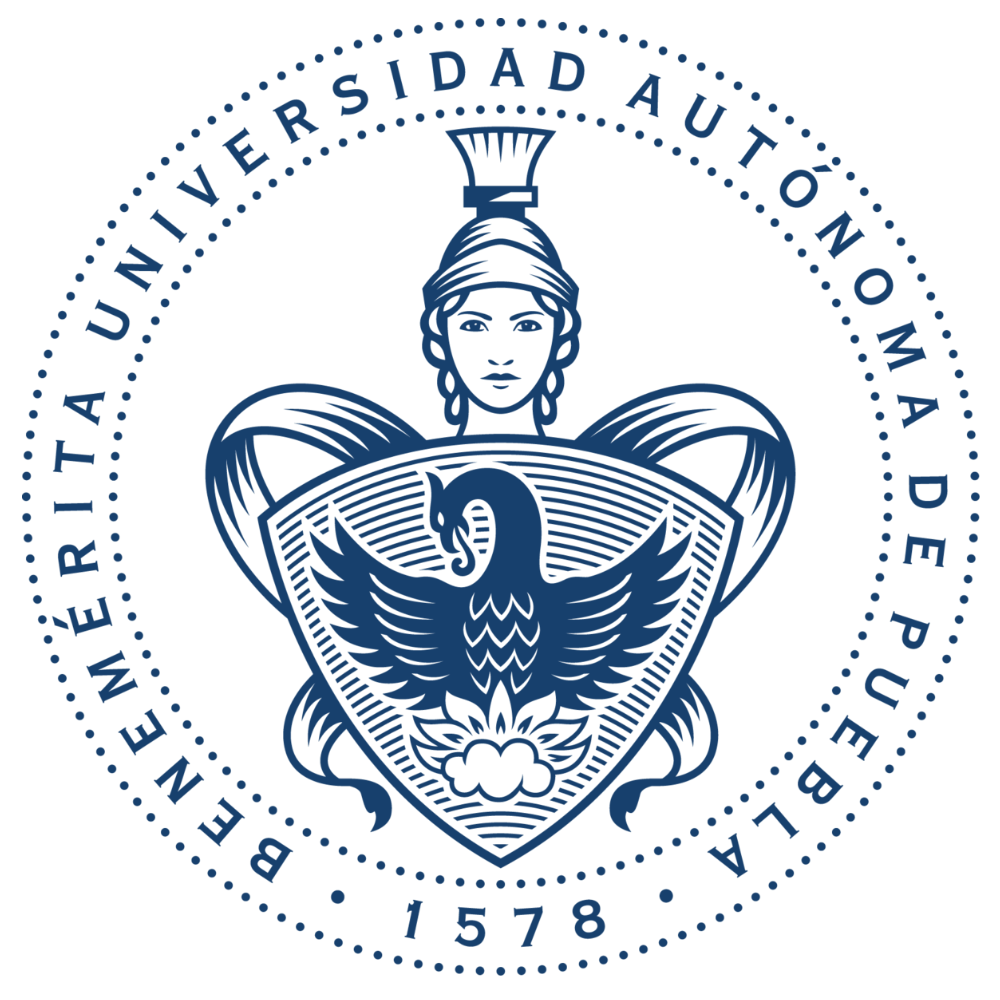 BENEMÉRITA UNIVERSIDAD AUTÓNOMA DE PUEBLA
• 1578 •